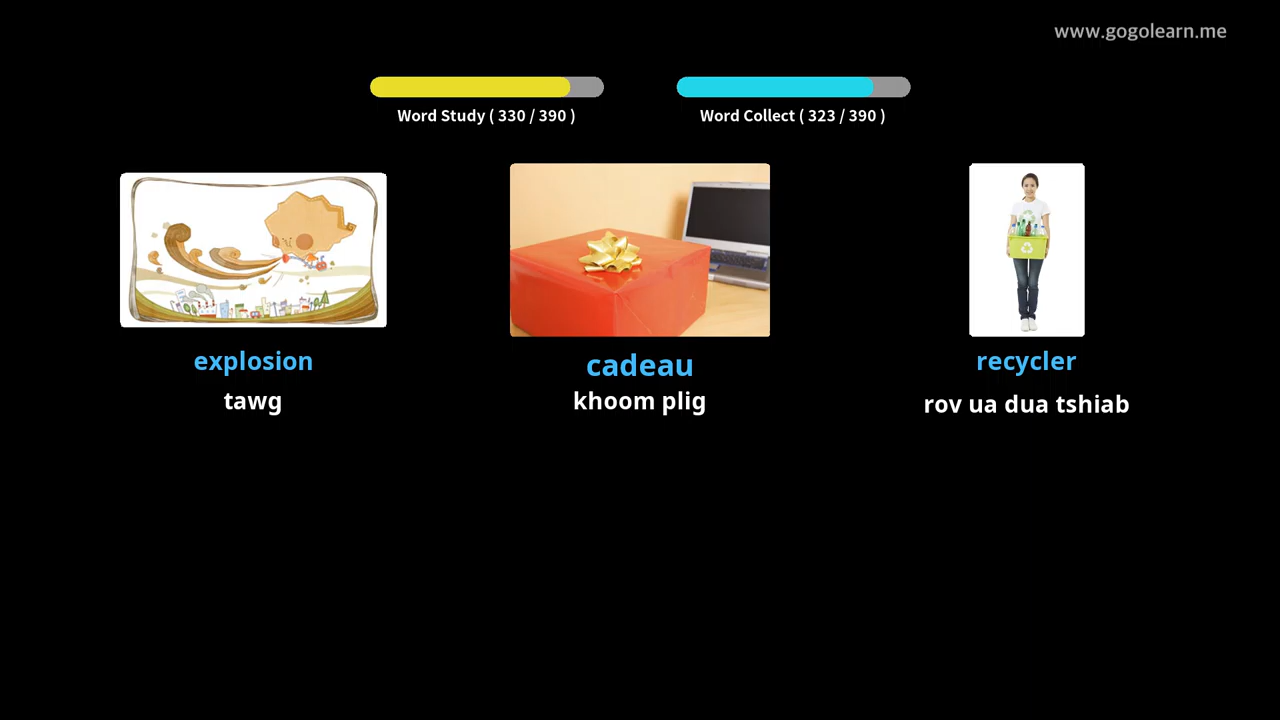 www.gogolearn.me
Word Study ( 330 / 390 )
Word Collect ( 323 / 390 )
explosion
cadeau
recycler
tawg
khoom plig
rov ua dua tshiab